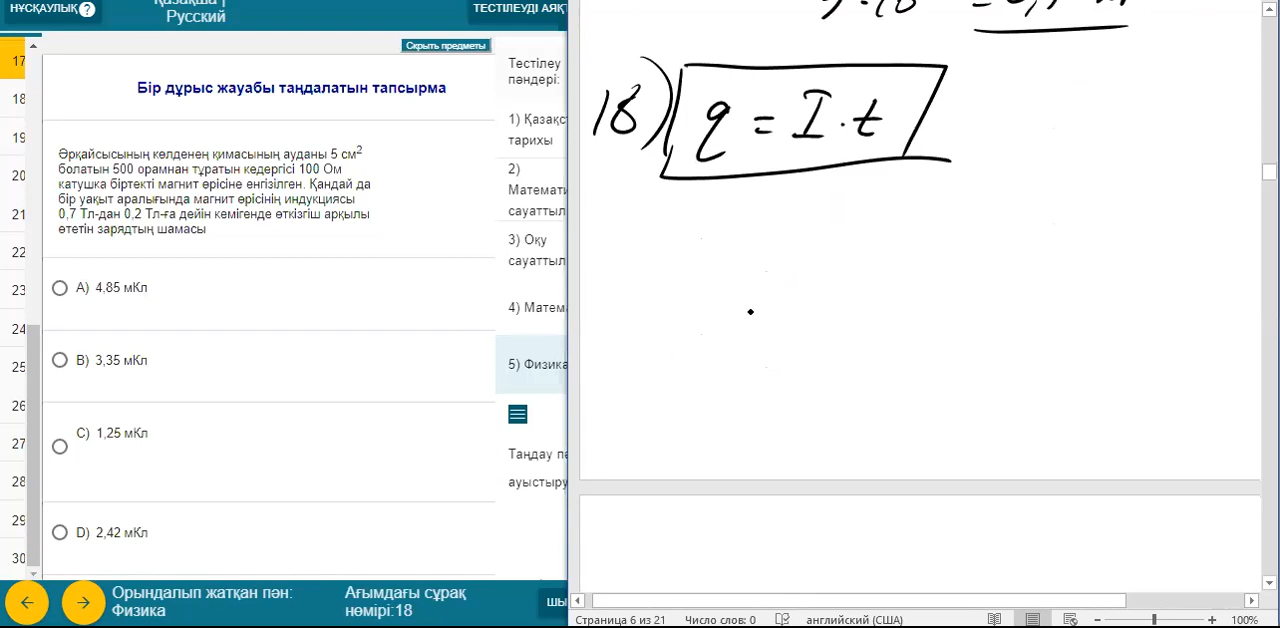 НҰСҚАУЛЫҚ ?
Қазақша |
Русский
ТЕСТІЛЕУДІ АЯҚТ
Скрыть предметы
17
18
19
20
21
22
23
24
25
26
27
28
29
30
Бір дұрыс жауабы таңдалатын тапсырма
Әрқайсысының көлденең қимасының ауданы 5 см²
болатын 500 орамнан тұратын кедергісі 100 Ом
катушка біртекті магнит өрісіне енгізілген. Қандай да
бір уақыт аралығында магнит өрісінің индукциясы
0,7 Тл-дан 0,2 Тл-ға дейін кемігенде өткізгіш арқылы
өтетін зарядтың шамасы
A) 4,85 мКл
B) 3,35 мКл
C) 1,25 мКл
D) 2,42 мКл
Тестілеу
пәндері:
1) Қазақс
тарихы
2)
Математи
сауаттыл
3) Оқу
сауаттыл
4) Матем
5) Физика
Таңдау п
ауыстыру
Орындалып жатқан пән:
Физика
Ағымдағы сұрақ
нөмірі:18
ШЫ
18) q = I · t
Страница 6 из 21
Число слов: 0
английский (США)
100%